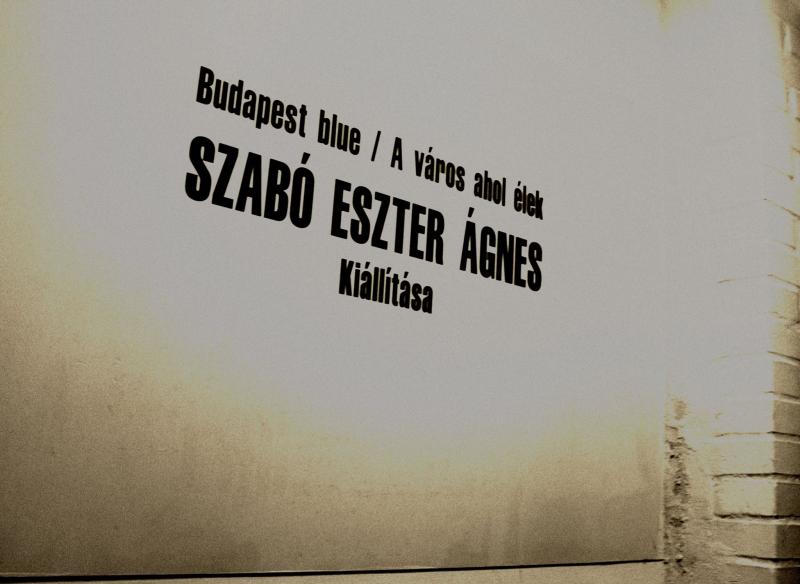 Budapest blue / A város ahol élek
SZABÓ ESZTER ÁGNES
Kiállítása